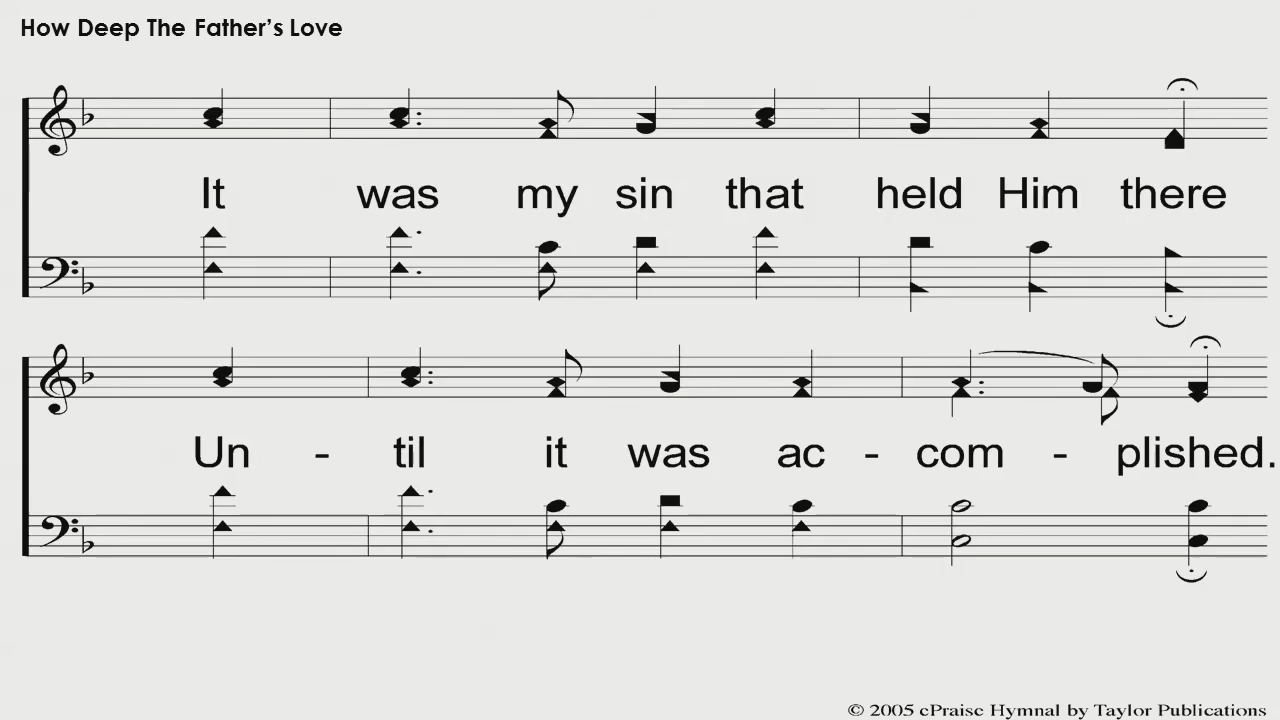 How Deep The Father's Love
It was my sin that held Him there
Un - til it was ac - com - plished.
© 2005 cPraise Hymnal by Taylor Publications